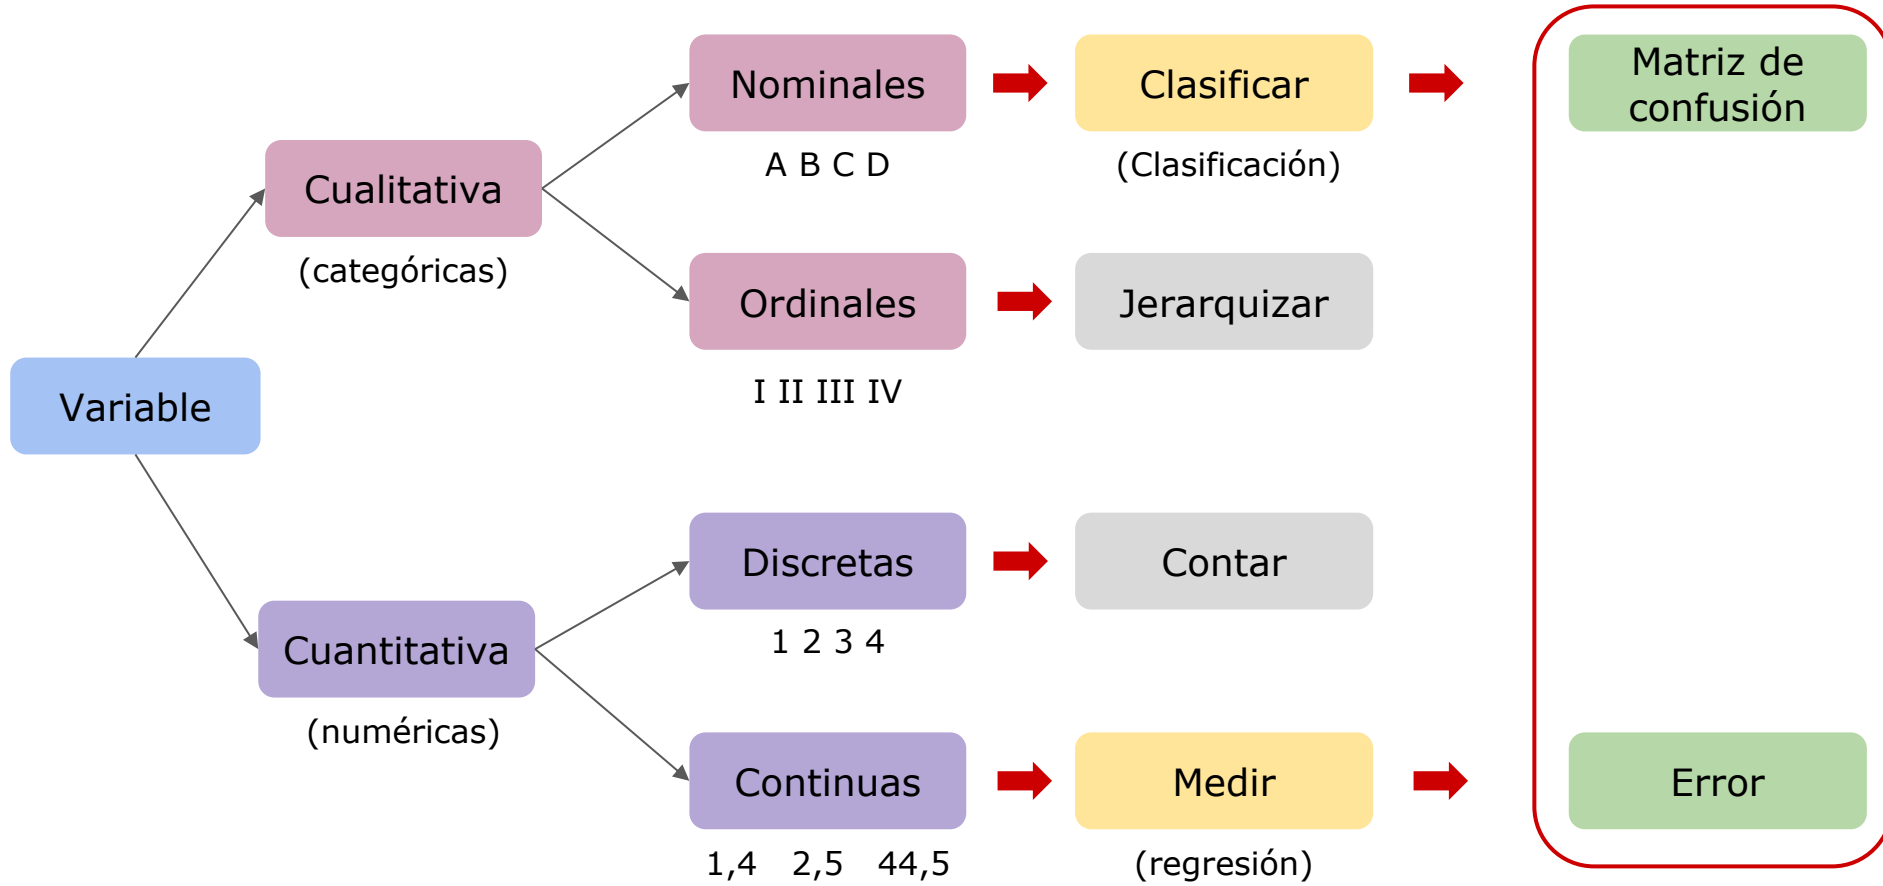 Variable
Cualitativa
(categóricas)
Nominales
A B C D
Clasificar
(Clasificación)
Matriz de
confusión
Ordinales
I II III IV
Jerarquizar
Cuantitativa
(numéricas)
Discretas
1 2 3 4
Contar
Continuas
1,4 2,5 44,5
Medir
(regresión)
Error